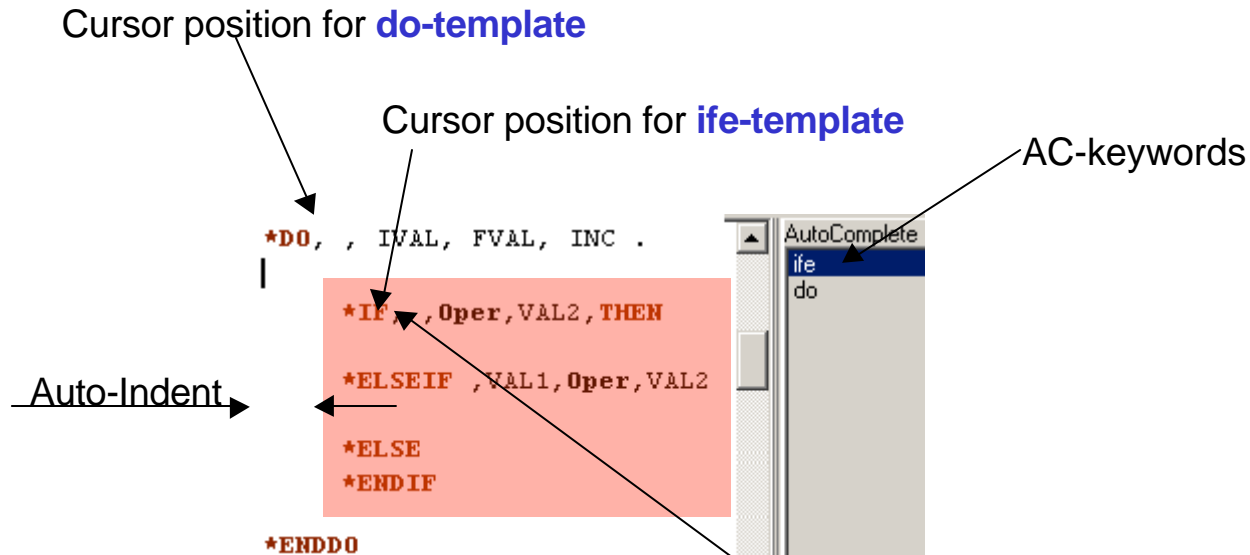 Cursor position for do-template
Cursor position for ife-template
AC-keywords
*DO, , IVAL, FVAL, INC .
AutoComplete
ife
do
*IF, ,Oper,VAL2,THEN
*ELSEIF ,VAL1,Oper,VAL2
Auto-Indent
*ELSE
*ENDIF
*ENDDO